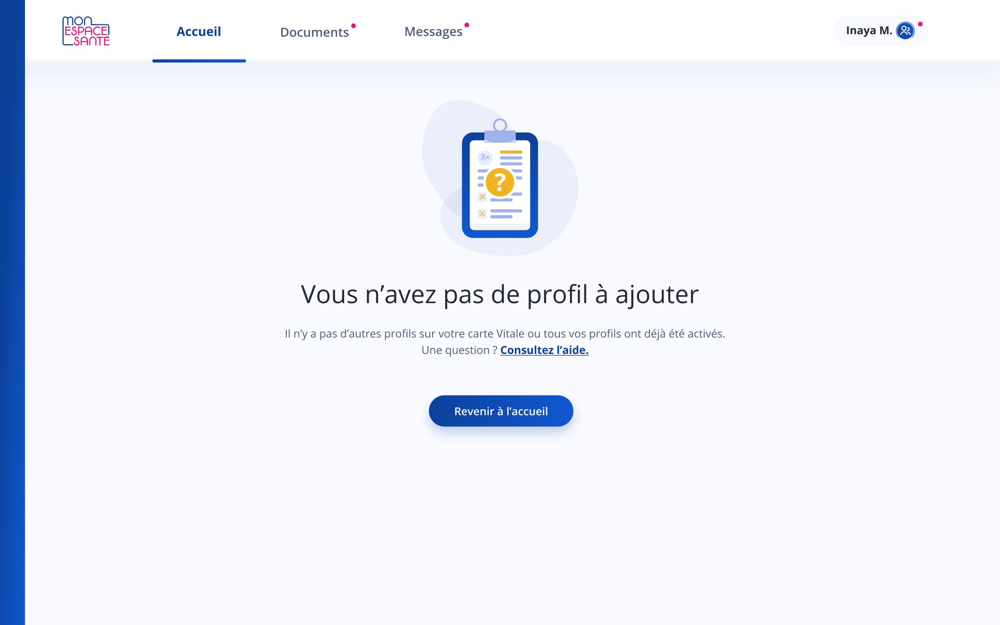 mon
ESPACE
SANTÉ
Accueil
Documents
Messages
Inaya M.
?
Vous n’avez pas de profil à ajouter
Il n’y a pas d’autres profils sur votre carte Vitale ou tous vos profils ont déjà été activés.
Une question ? Consultez l’aide.
Revenir à l’accueil